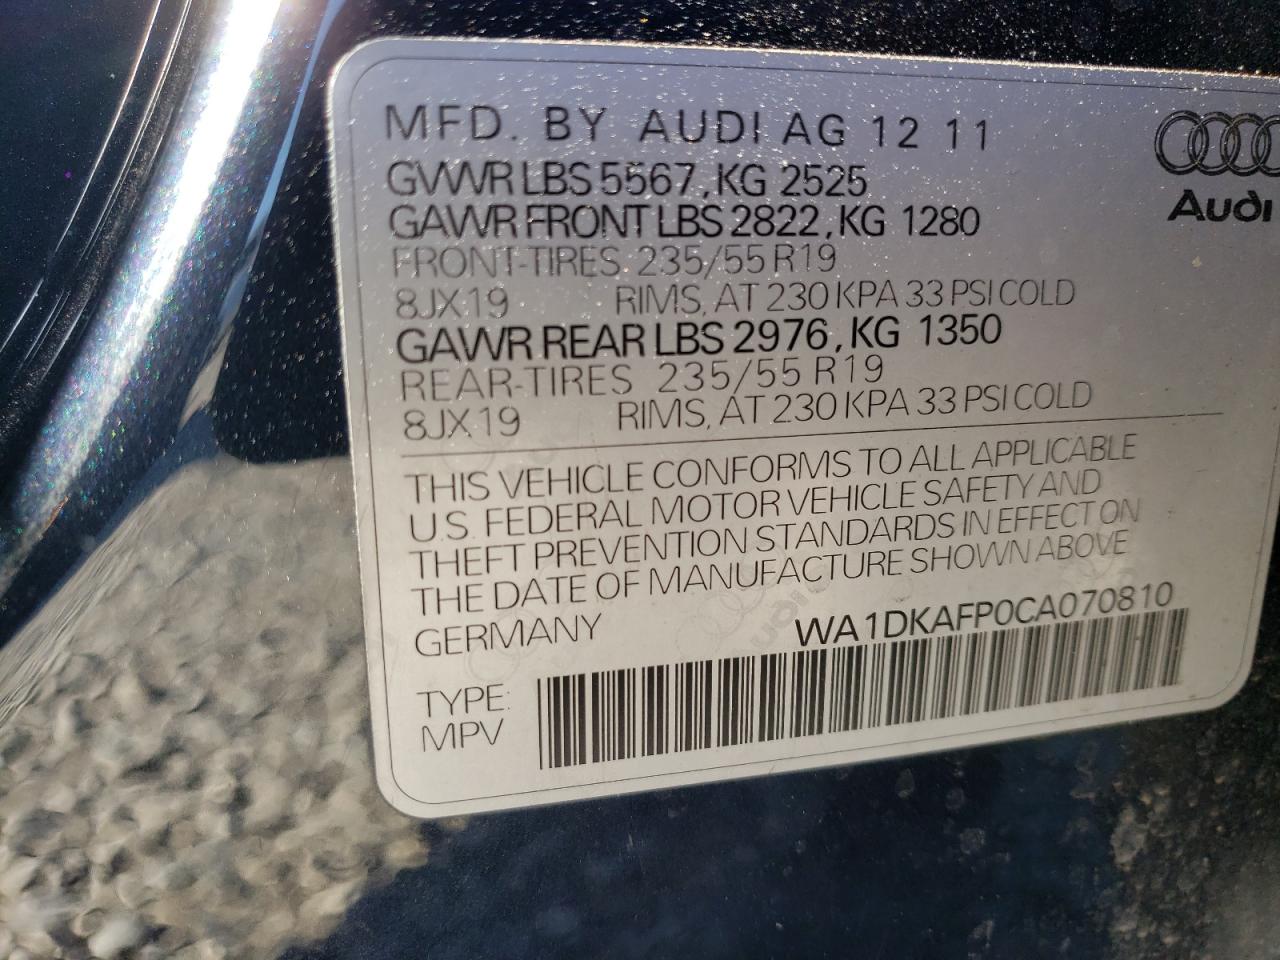 MFD. BY AUDI AG 12 11
GVWR LBS 5567, KG 2525
GAWR FRONT LBS 2822, KG 1280
FRONT-TIRES 235/55 R19
8JX19 RIMS, AT 230 KPA 33 PSI COLD
GAWR REAR LBS 2976, KG 1350
REAR-TIRES 235/55 R19
8JX19 RIMS, AT 230 KPA 33 PSI COLD
Audi
THIS VEHICLE CONFORMS TO ALL APPLICABLE
U.S. FEDERAL MOTOR VEHICLE SAFETY AND
THEFT PREVENTION STANDARDS IN EFFECT ON
THE DATE OF MANUFACTURE SHOWN ABOVE
GERMANY WA1DKAFP0CA070810
TYPE:
MPV